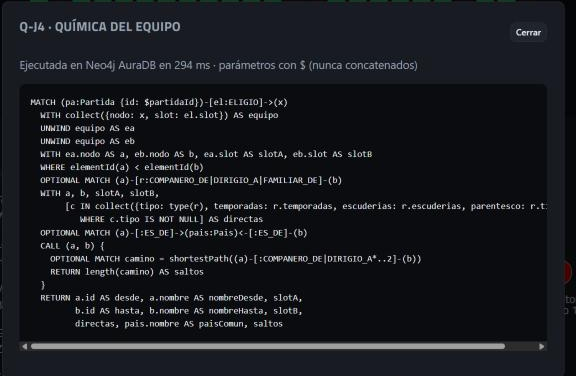 Q-J4 · QUÍMICA DEL EQUIPO
Cerrar
Ejecutada en Neo4j AuraDB en 294 ms · parámetros con $ (nunca concatenados)
MATCH (pa:Partida {id: $partidaId})-[el:ELIGIO]->(x)
WITH collect({nodo: x, slot: el.slot}) AS equipo
UNWIND equipo AS ea
UNWIND equipo AS eb
WITH ea.nodo AS a, eb.nodo AS b, ea.slot AS slotA, eb.slot AS slotB
WHERE elementId(a) < elementId(b)
OPTIONAL MATCH (a)-[r:COMPANERO_DE|DIRIGIO_A|FAMILIAR_DE]-(b)
WITH a, b, slotA, slotB,
[c IN collect({tipo: type(r), temporadas: r.temporadas, escuderias: r.escuderias, parentesco: r.ti
WHERE c.tipo IS NOT NULL] AS directas
OPTIONAL MATCH (a)-[:ES_DE]->(pais:Pais)<-[:ES_DE]-(b)
CALL (a, b) {
OPTIONAL MATCH camino = shortestPath((a)-[:COMPANERO_DE|DIRIGIO_A*..2]-(b))
RETURN length(camino) AS saltos
}
RETURN a.id AS desde, a.nombre AS nombreDesde, slotA,
b.id AS hasta, b.nombre AS nombreHasta, slotB,
directas, pais.nombre AS paisComun, saltos